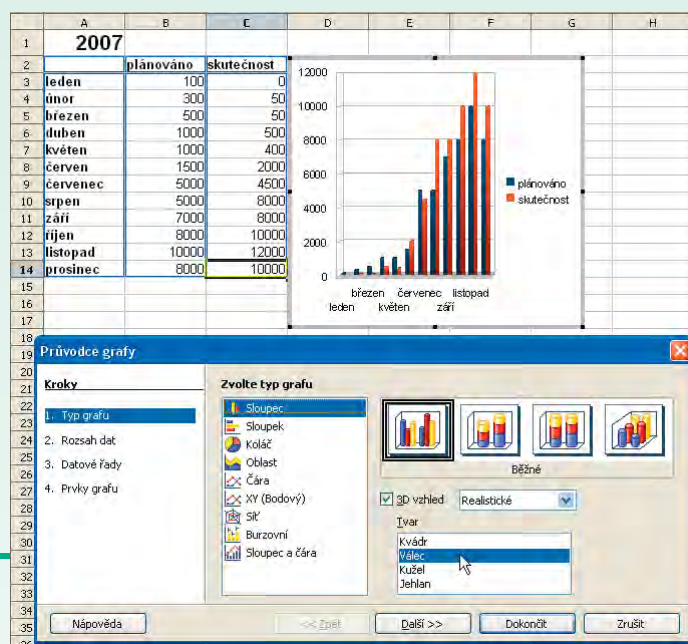 A B C D E F G H
1 2007
2 plánováno skutečnost
3 leden 100 0
4 únor 300 50
5 březen 500 50
6 duben 1000 500
7 květen 1000 400
8 červen 1500 2000
9 červenec 5000 4500
10 srpen 5000 8000
11 září 7000 8000
12 říjen 8000 10000
13 listopad 10000 12000
14 prosinec 8000 10000
15
16
17
18
19
20
21
22
23
24
25
26
27
28
29
30
31
32
33
34
35
12000
10000
8000
6000
4000
2000
0
plánováno
skutečnost
březen červenec listopad
leden květen září
Průvodce grafy
Kroky
1. Typ grafu
2. Rozsah dat
3. Datové řady
4. Prvky grafu
Zvolte typ grafu
Sloupec
Sloupek
Koláč
Oblast
Čára
XY (Bodový)
Síť
Burzovní
Sloupec a čára
Běžné
3D vzhled Realistické
Tvar
Kvádr
Válec
Kužel
Jehlan
Nápověda << Zpět Další >> Dokončit Zrušit